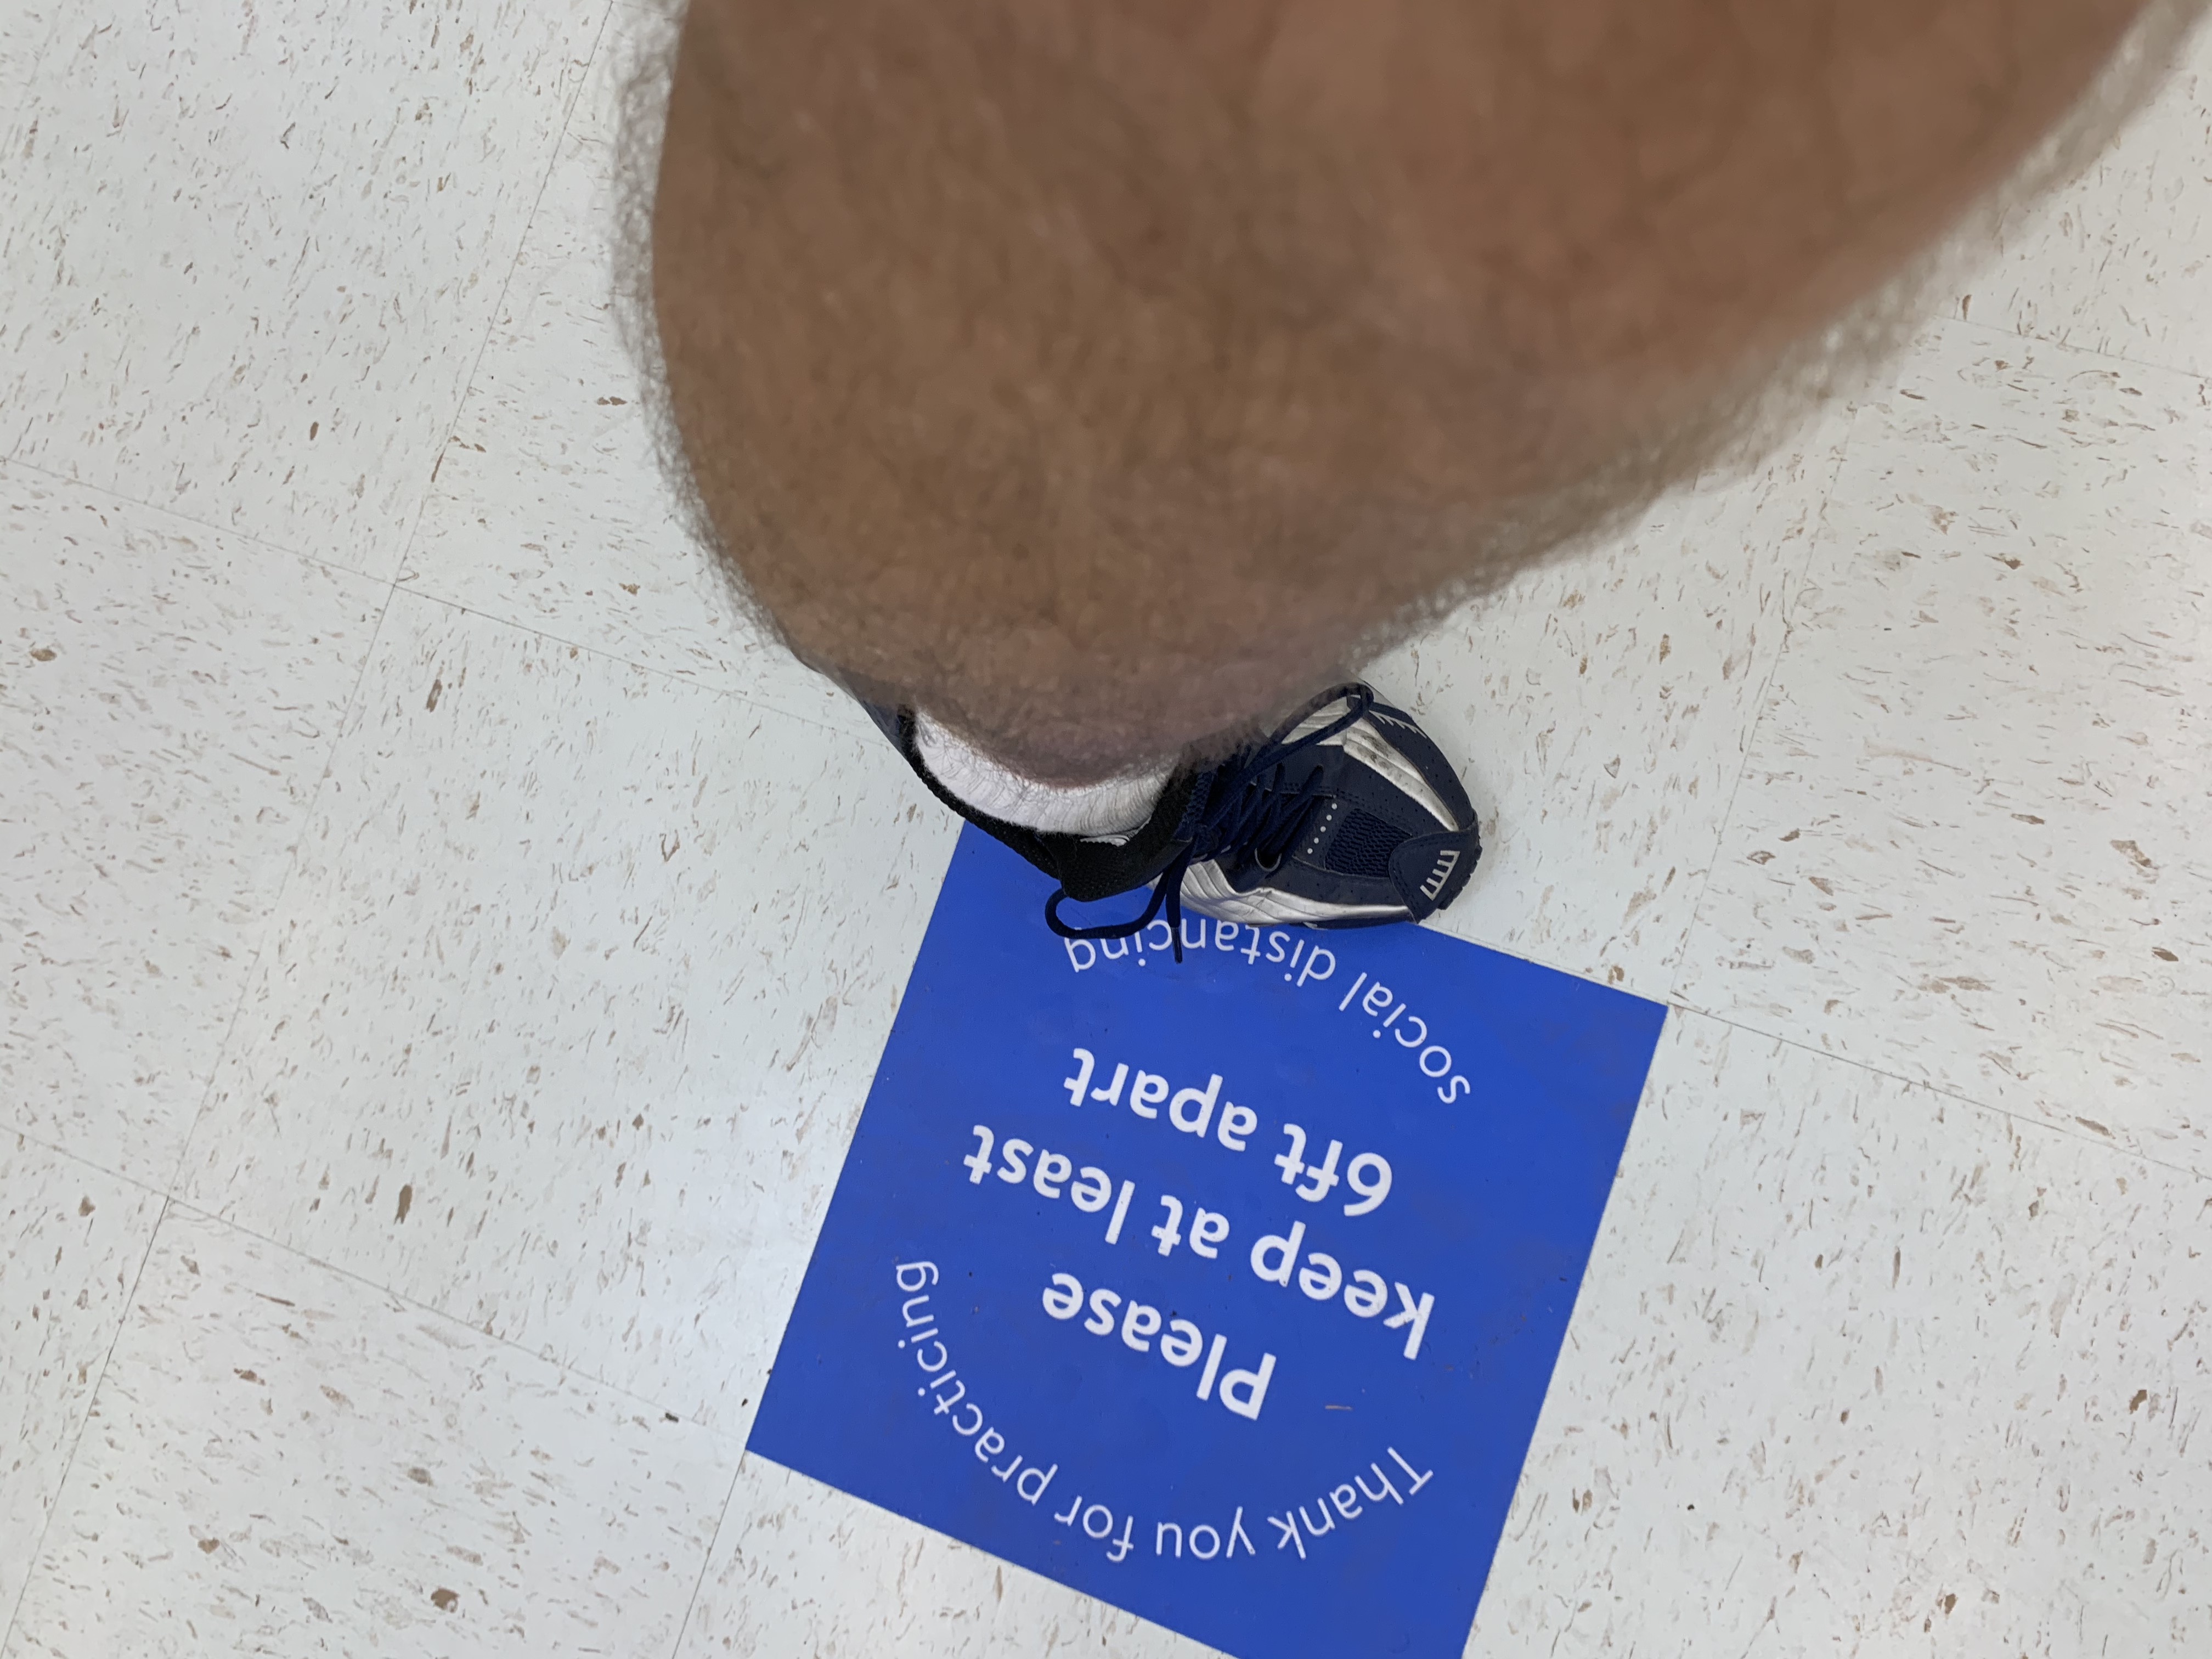 Thank you for practicing
Please
keep at least
6ft apart
social distancing